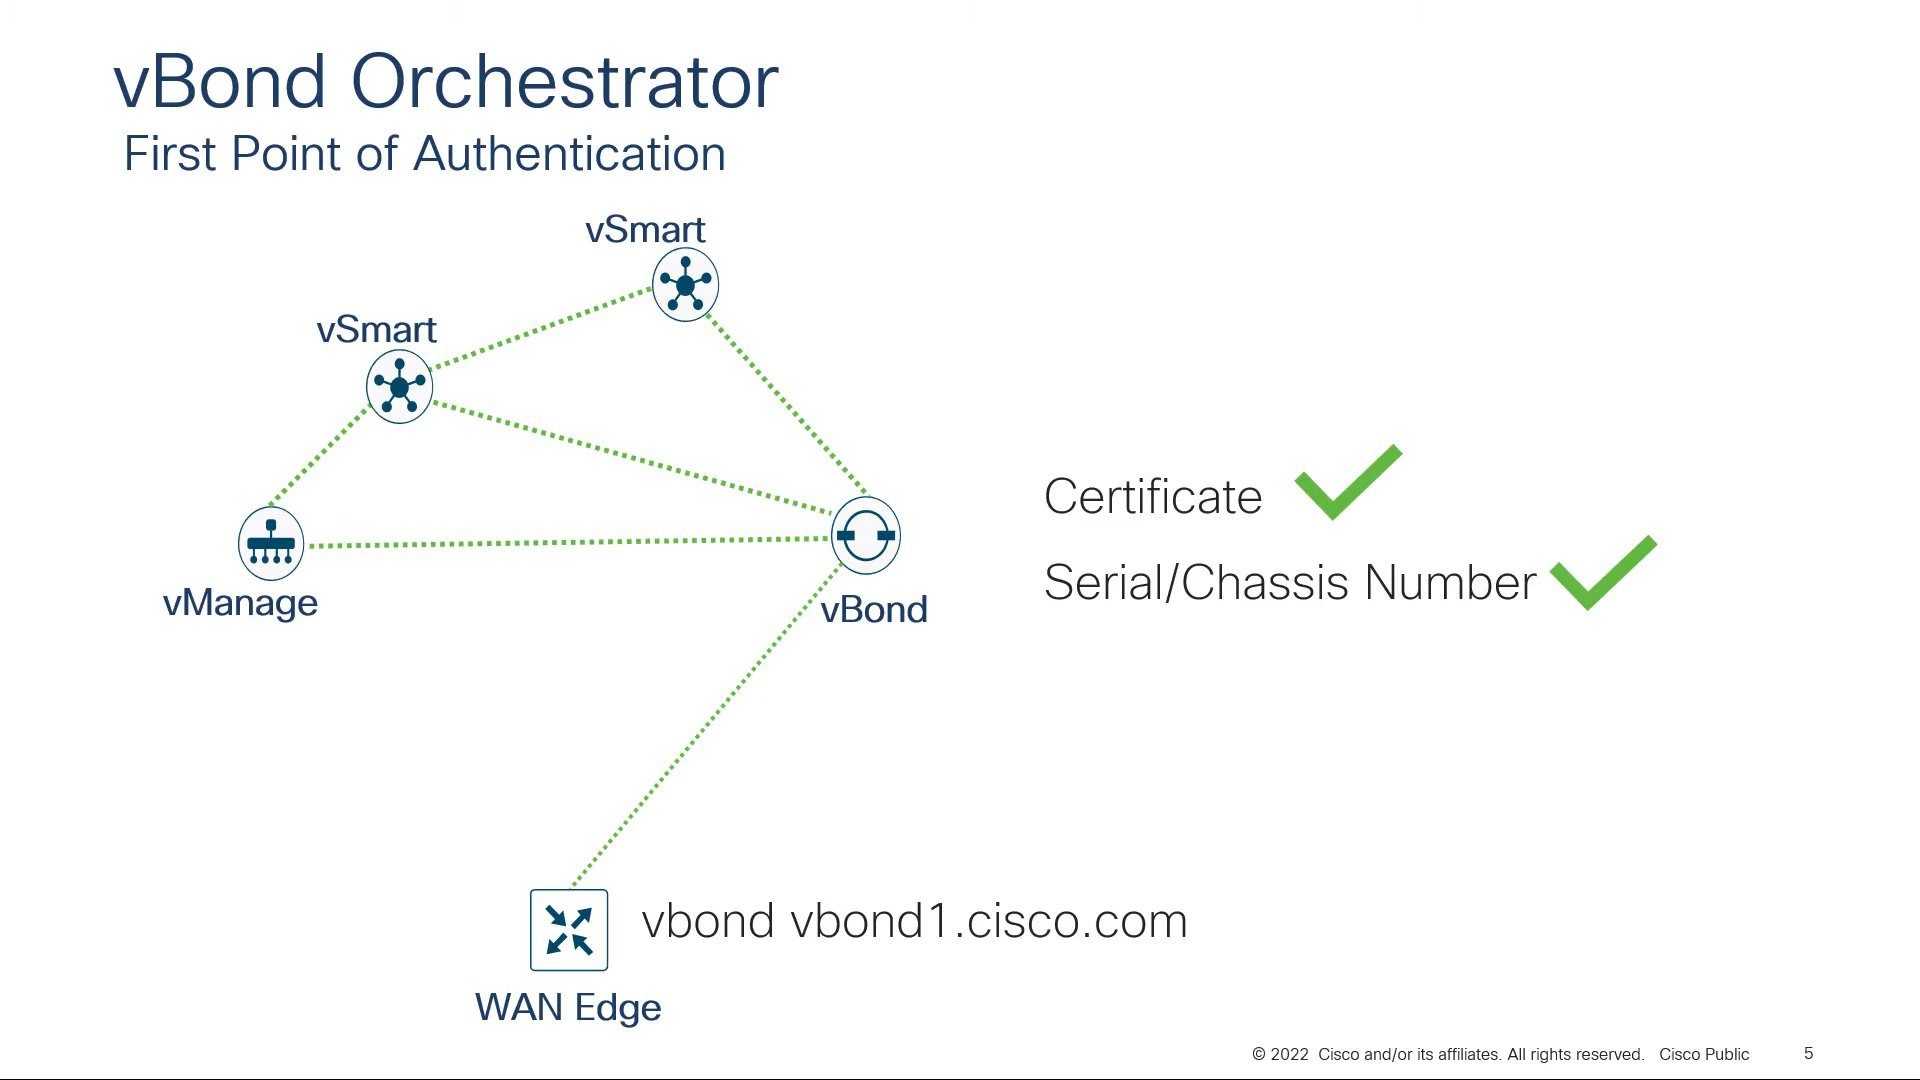 vBond Orchestrator
First Point of Authentication
vSmart
vSmart
Certificate
Serial/Chassis Number
vManage
vBond
vbond vbond1.cisco.com
WAN Edge
© 2022 Cisco and/or its affiliates. All rights reserved. Cisco Public 5